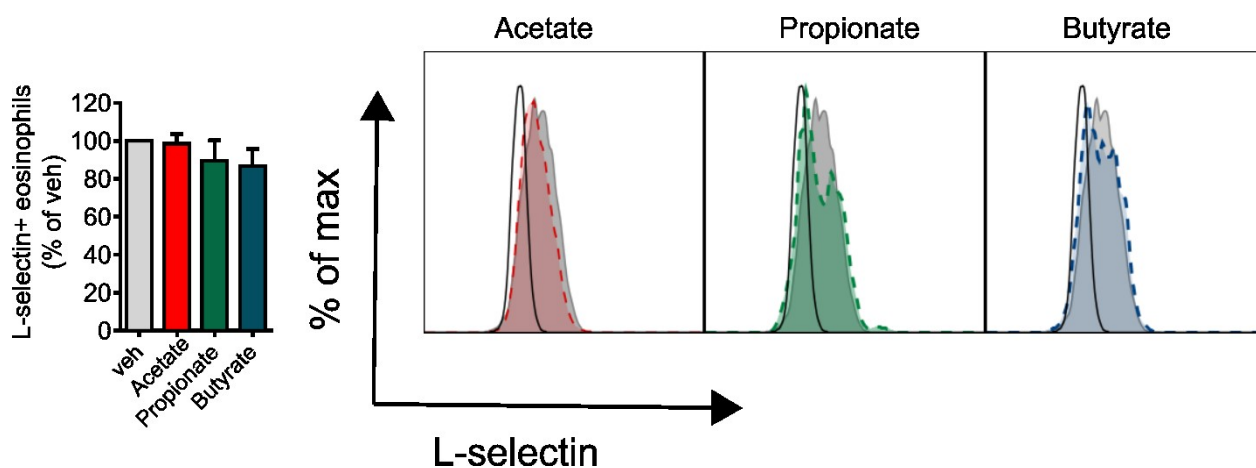 L-selectin+ eosinophils
(% of veh)
120
100
80
60
40
20
0
veh
Acetate
Propionate
Butyrate
Acetate
Propionate
Butyrate
% of max
L-selectin